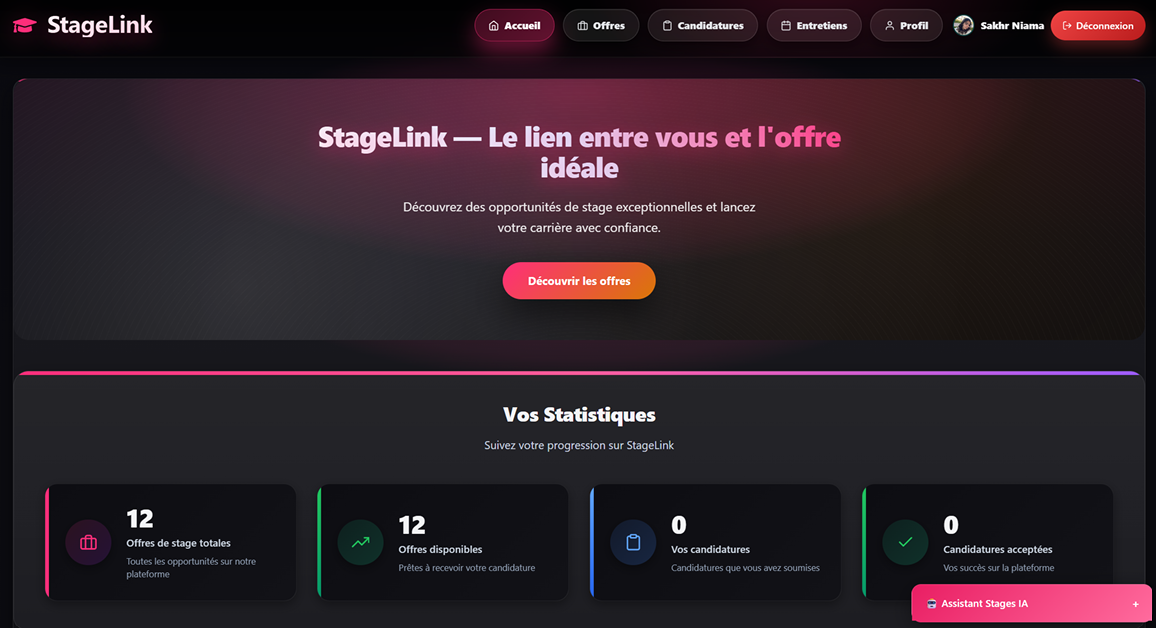 StageLink
Accueil
Offres
Candidatures
Entretiens
Profil
Sakhr Niama
Déconnexion
StageLink — Le lien entre vous et l'offre
idéale
Découvrez des opportunités de stage exceptionnelles et lancez
votre carrière avec confiance.
Découvrir les offres
Vos Statistiques
Suivez votre progression sur StageLink
12
Offres de stage totales
Toutes les opportunités sur notre
plateforme
12
Offres disponibles
Prêtes à recevoir votre candidature
0
Vos candidatures
Candidatures que vous avez soumises
0
Candidatures acceptées
Vos succès sur la plateforme
Assistant Stages IA
+